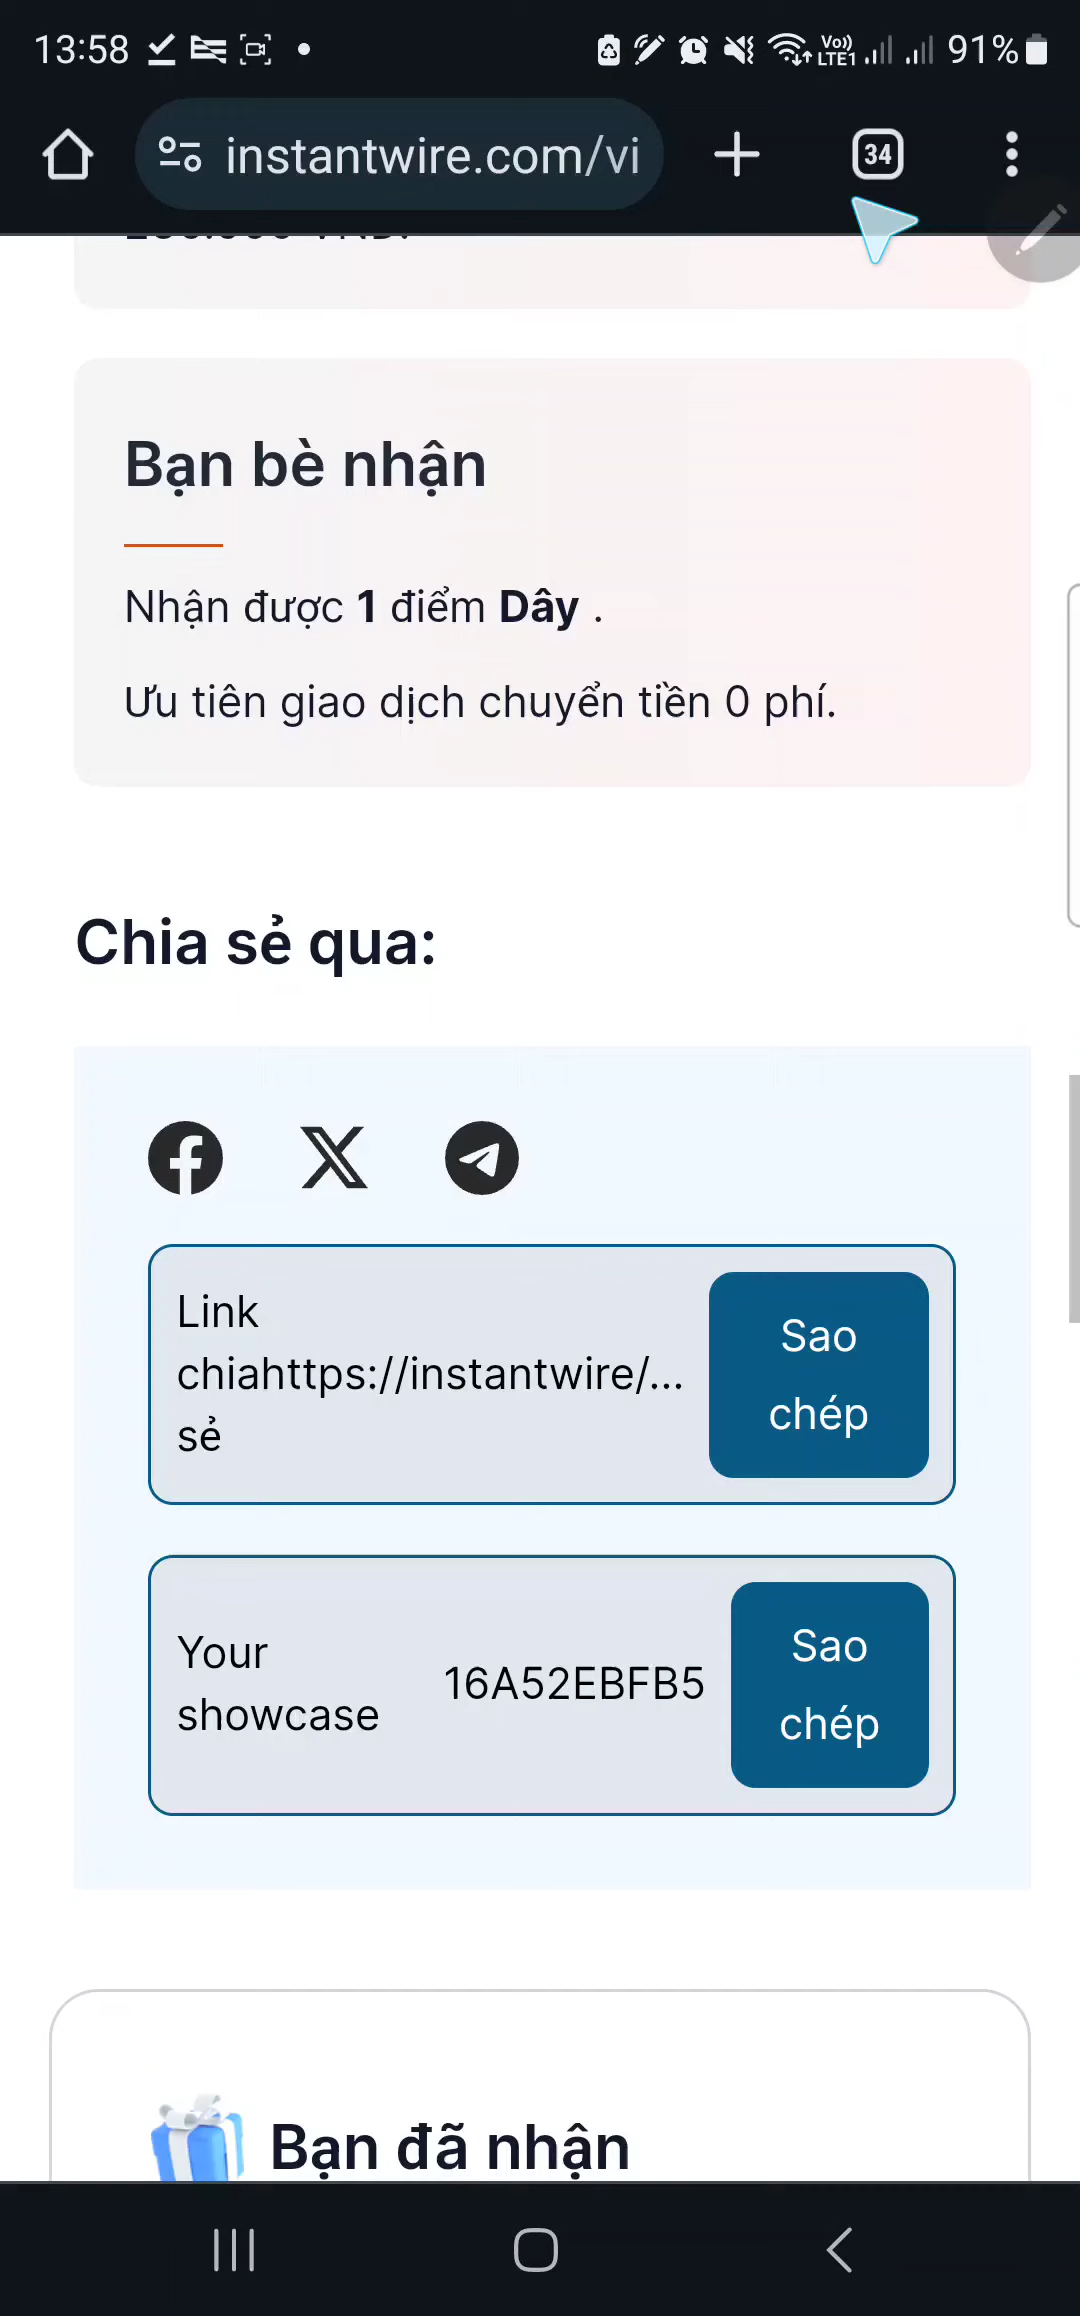 13:58
Vo))
LTE1
91%
instantwire.com/vi
34
Bạn bè nhận
Nhận được 1 điểm Dây .
Ưu tiên giao dịch chuyển tiền 0 phí.
Chia sẻ qua:
Link
chiahttps://instantwire/...
sẻ
Sao
chép
Your
showcase
16A52EBFB5
Sao
chép
Bạn đã nhận